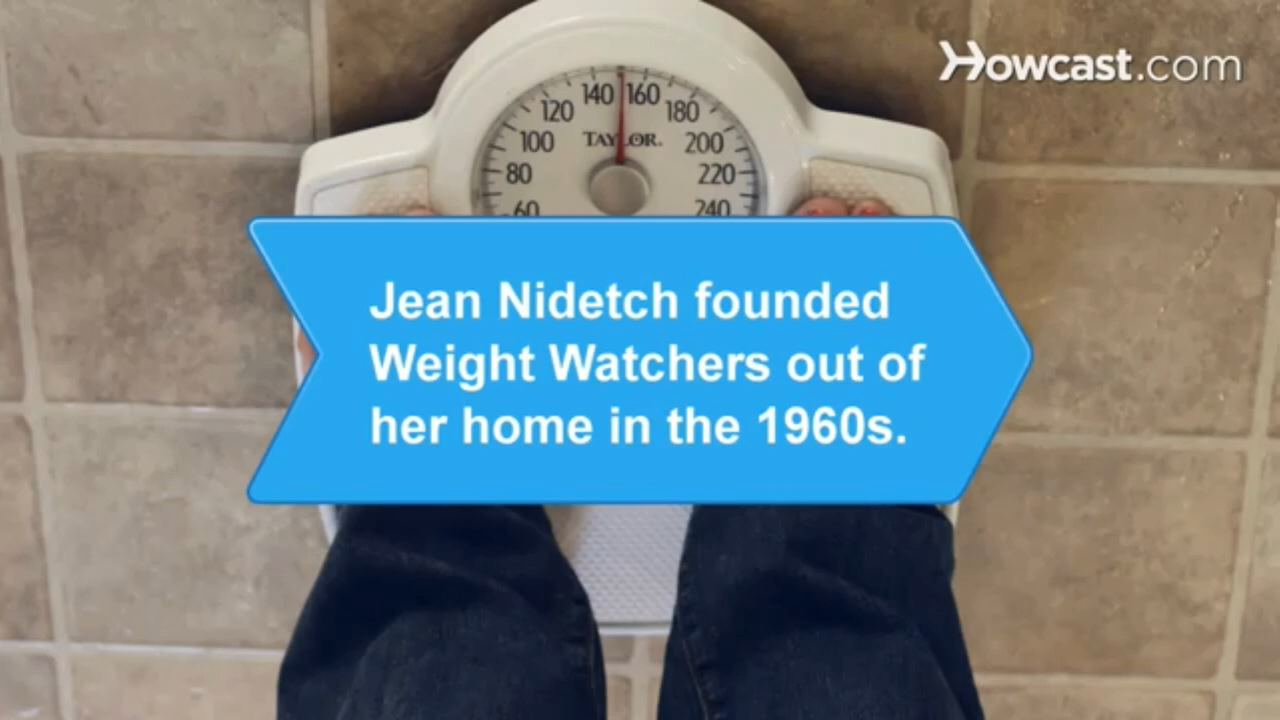 Howcast.com
140 160
120 180
TAYLOR.
100 200
80 220
60 240
Jean Nidetch founded
Weight Watchers out of
her home in the 1960s.